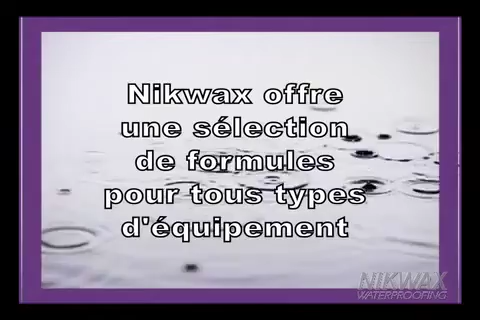 Nikwax offre
une sélection
de formules
pour tous types
d'équipement
NIKWAX
WATERPROOFING